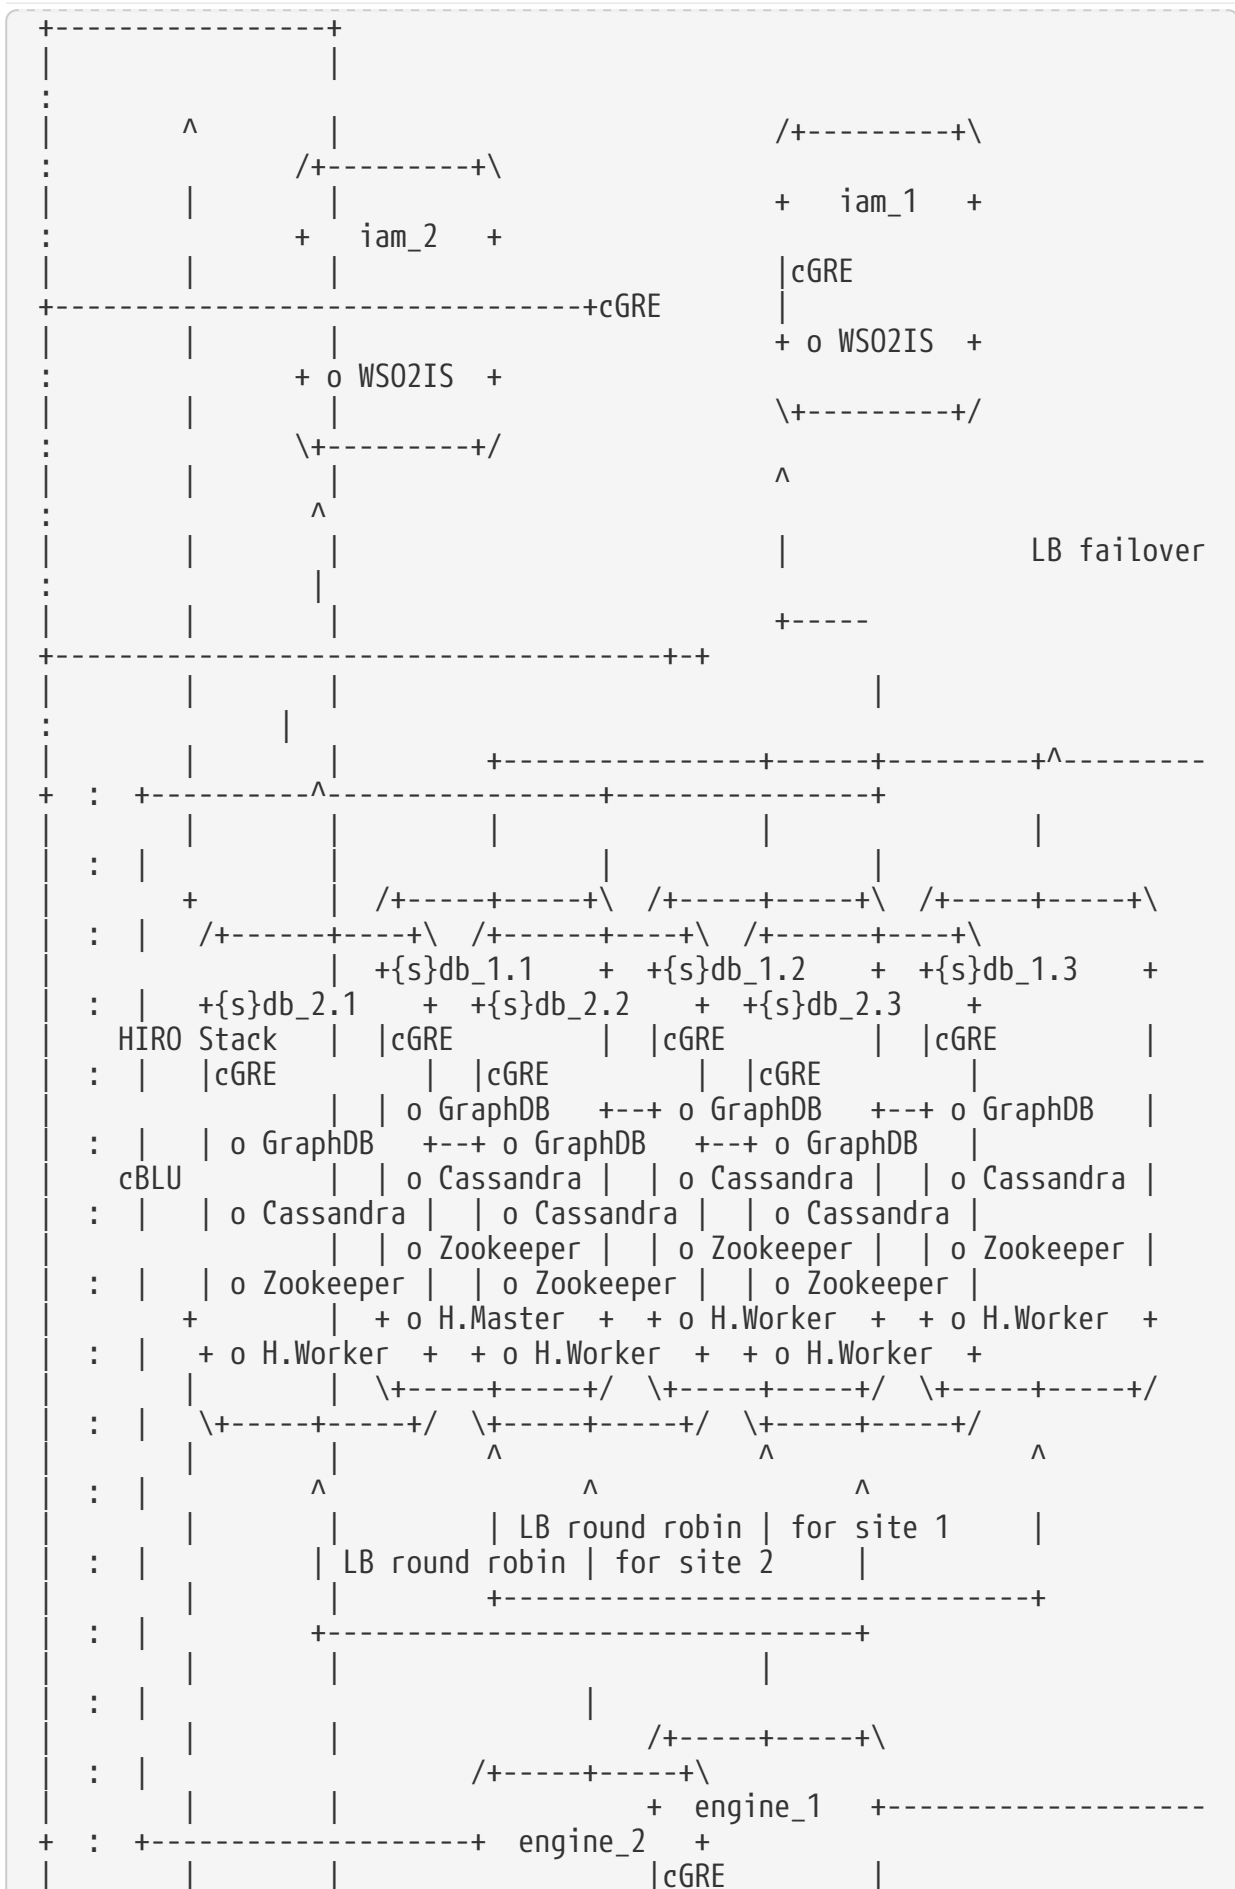 +----------------+
|                |
:
|        ^       |                           /+---------+\
:               /+---------+\
|        |       |                           +   iam_1   +
:               +   iam_2   +
|        |       |                           |cGRE
+-------------------------------+cGRE        |
|        |       |                           + o WSO2IS  +
:               + o WSO2IS  +
|        |       |                           \+---------+/
:               \+---------+/
|        |       |                           ^
:                ^
|        |       |                           |               LB failover
:                |
|        |       |                           +-----
+------------------------------------+-+
|        |       |                                 |
:              |
|        |       |          +----------------+------+---------+^---------
+  :  +----------^-----------------+----------------+
|        |       |          |                |                |
|  :  |          |                 |                |
|        +       |   /+-----+-----+\  /+-----+-----+\  /+-----+-----+\
|  :  |    /+------+----+\  /+------+----+\  /+------+----+\
|                |   +{s}db_1.1    +  +{s}db_1.2    +  +{s}db_1.3    +
|  :  |    +{s}db_2.1    +  +{s}db_2.2    +  +{s}db_2.3    +
|    HIRO Stack   |  |cGRE          |  |cGRE          |  |cGRE          |
|  :  |    |cGRE          |  |cGRE          |  |cGRE          |
|                |  | o GraphDB   +--+ o GraphDB   +--+ o GraphDB   |
|  :  |    | o GraphDB   +--+ o GraphDB   +--+ o GraphDB   |
|    cBLU         |  | o Cassandra |  | o Cassandra |  | o Cassandra |
|  :  |    | o Cassandra |  | o Cassandra |  | o Cassandra |
|                |  | o Zookeeper |  | o Zookeeper |  | o Zookeeper |
|  :  |    | o Zookeeper |  | o Zookeeper |  | o Zookeeper |
|        +       |  + o H.Master  +  + o H.Worker  +  + o H.Worker  +
|  :  |    + o H.Worker  +  + o H.Worker  +  + o H.Worker  +
|        |       |  \+-----+-----+/  \+-----+-----+/  \+-----+-----+/
|  :  |    \+-----+-----+/  \+-----+-----+/  \+-----+-----+/
|        |       |         ^                ^                ^
|  :  |          ^                ^                ^
|        |       |         | LB round robin | for site 1     |
|  :  |          | LB round robin | for site 2     |
|        |       |         +---------------------------------+
|  :  |          +---------------------------------+
|        |       |                          |
|  :  |                           |
|        |       |                   /+-----+-----+\
|  :  |                    /+-----+-----+\
|        |       |                   +  engine_1   +-------------------
+  :  +--------------------+  engine_2   +
|        |       |                   |cGRE         |